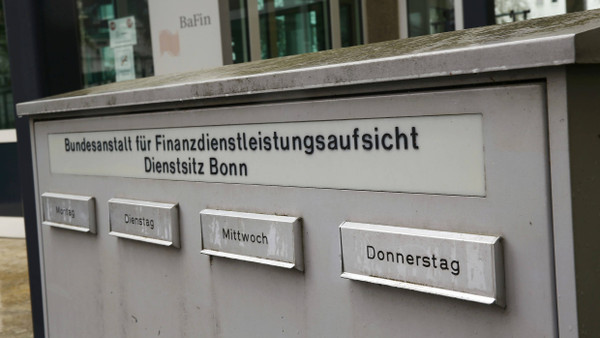 BaFin
Bundesanstalt für Finanzdienstleistungsaufsicht
Dienstsitz Bonn
Montag
Dienstag
Mittwoch
Donnerstag